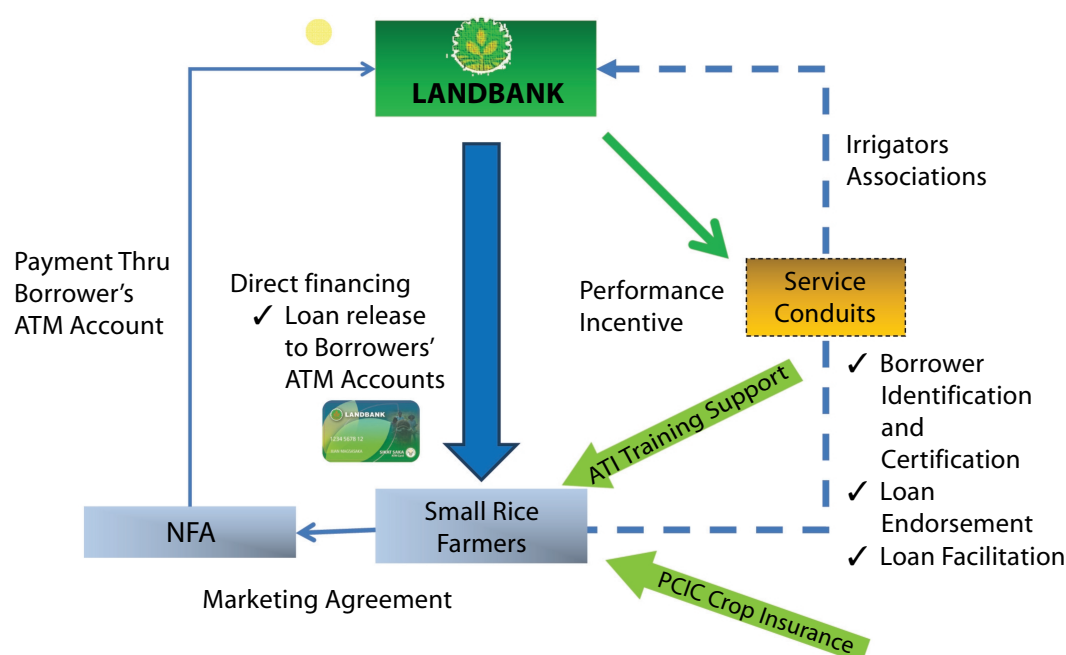 LANDBANK
Irrigators
Associations
Payment Thru
Borrower's
ATM Account
Direct financing
✓ Loan release
to Borrowers'
ATM Accounts
LANDBANK
Performance
Incentive
Service
Conduits
✓ Borrower
Identification
and
Certification
✓ Loan
Endorsement
✓ Loan Facilitation
ATI Training Support
NFA
Small Rice
Farmers
PCIC Crop Insurance
Marketing Agreement